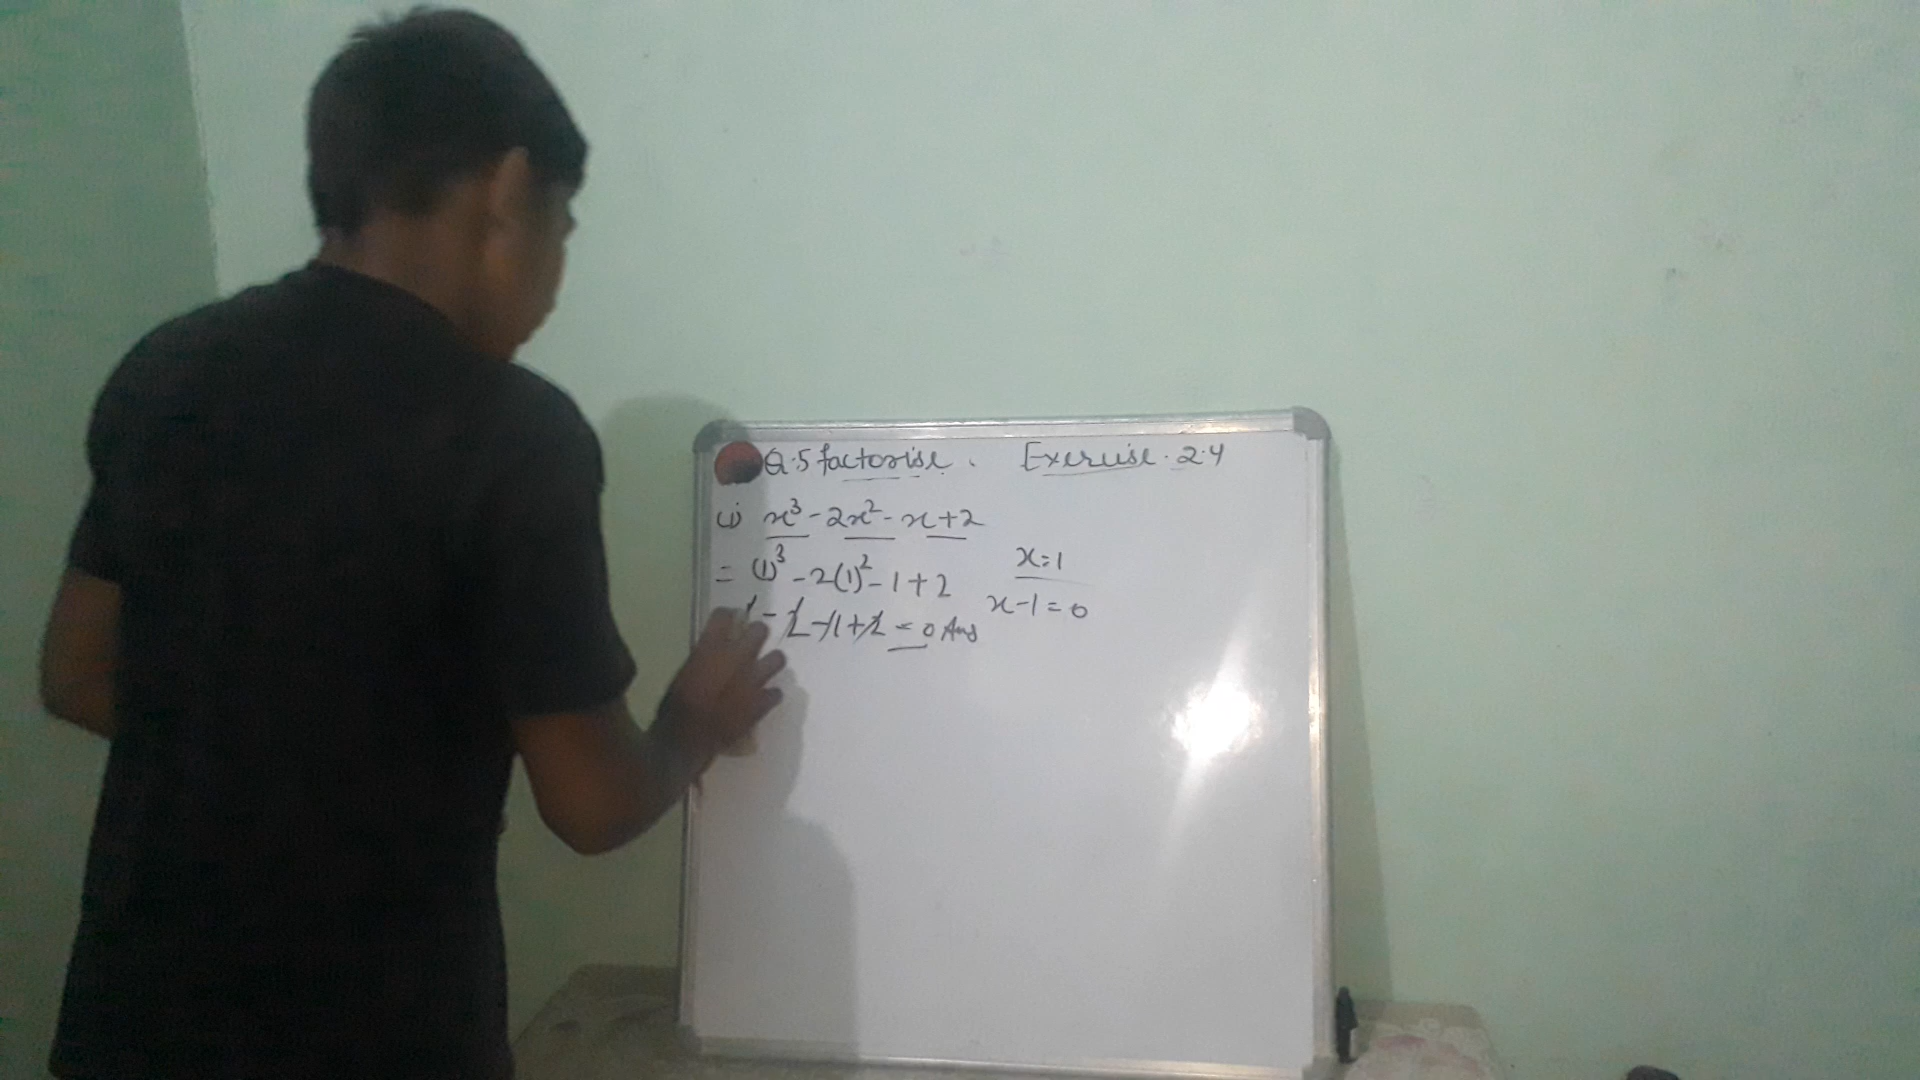 Q.5 factorise. Exercise. 2.4
(i) x³ - 2x² - x + 2
= (1)³ - 2(1)² - 1 + 2
x = 1
x - 1 = 0
1 - 2 - 1 + 2 = 0 Ans